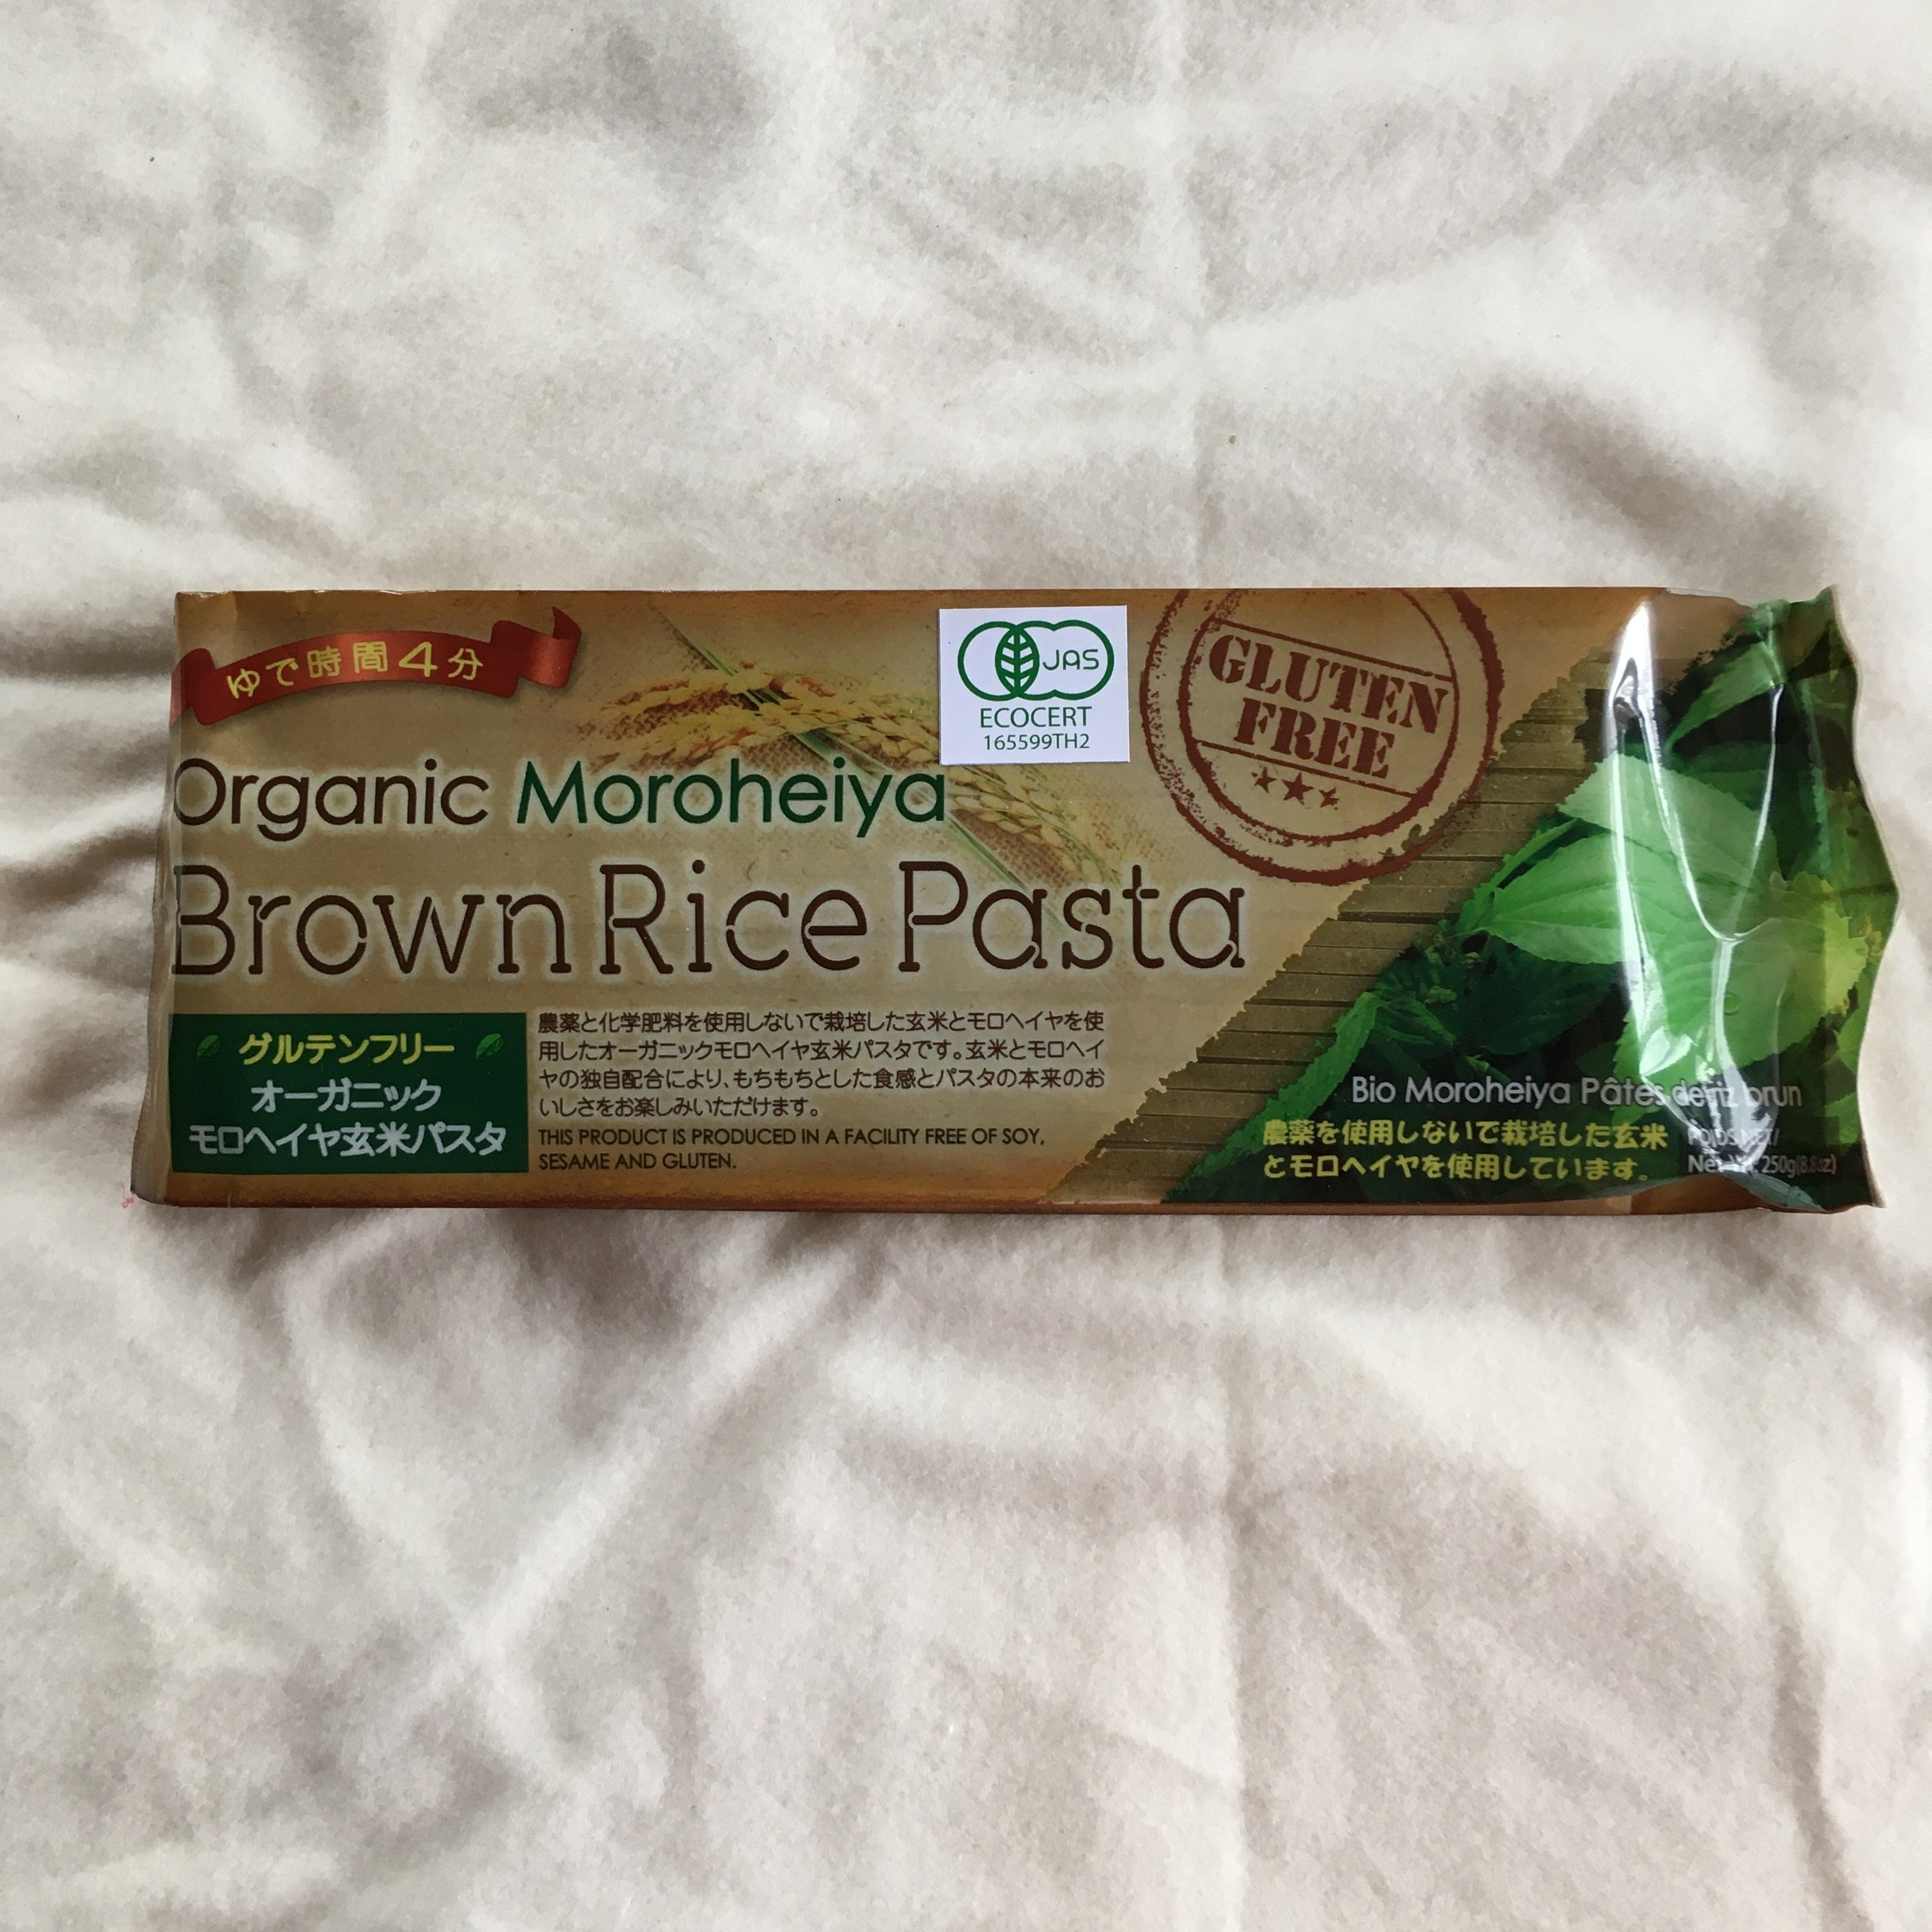 ゆで時間4分
JAS
ECOCERT
165599TH2
GLUTEN
FREE
Organic Moroheiya
Brown Rice Pasta
グルテンフリー
オーガニック
モロヘイヤ玄米パスタ
農薬と化学肥料を使用しないで栽培した玄米とモロヘイヤを使
用したオーガニックモロヘイヤ玄米パスタです。玄米とモロヘイ
ヤの独自配合により、もちもちとした食感とパスタの本来のお
いしさをお楽しみいただけます。
THIS PRODUCT IS PRODUCED IN A FACILITY FREE OF SOY,
SESAME AND GLUTEN.
Bio Moroheiya Pâtes de riz brun
農薬を使用しないで栽培した玄米
とモロヘイヤを使用しています。
Net 250g(8.8oz)